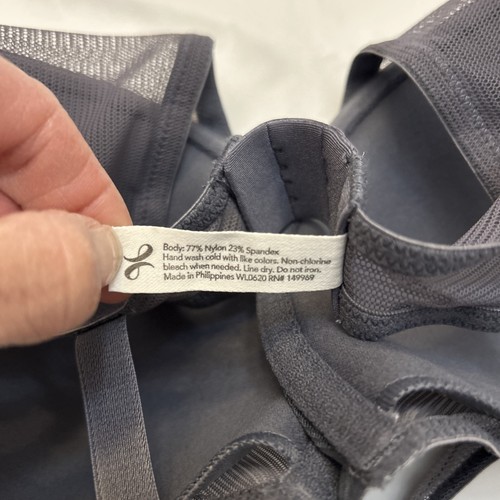 Body: 77% Nylon 23% Spandex
Hand wash cold with like colors. Non-chlorine
bleach when needed. Line dry. Do not iron.
Made in Philippines WL0620 RN# 149969